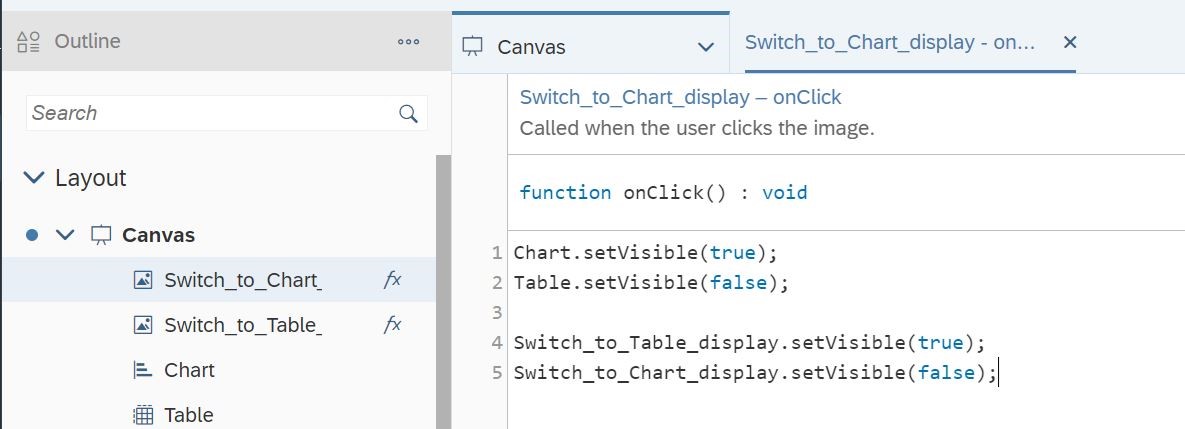 Outline
Search
Layout
Canvas
Switch_to_Chart_ fx
Switch_to_Table_ fx
Chart
Table
Canvas
Switch_to_Chart_display - on...
Switch_to_Chart_display – onClick
Called when the user clicks the image.
function onClick() : void
1 Chart.setVisible(true);
2 Table.setVisible(false);
3
4 Switch_to_Table_display.setVisible(true);
5 Switch_to_Chart_display.setVisible(false);